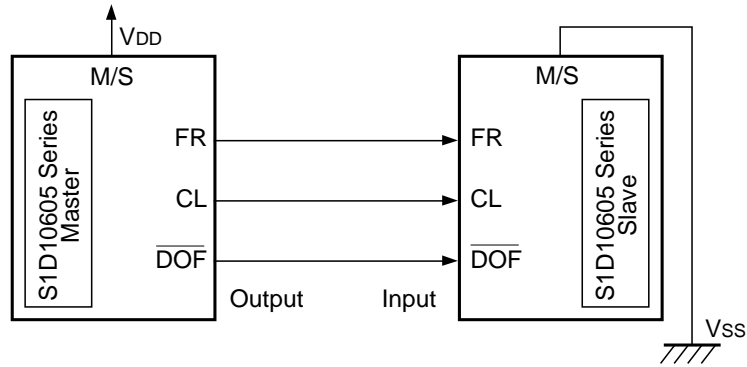 VDD
M/S
S1D10605 Series
Master
FR
CL
DOF
Output
M/S
FR
CL
DOF
Input
S1D10605 Series
Slave
VSS